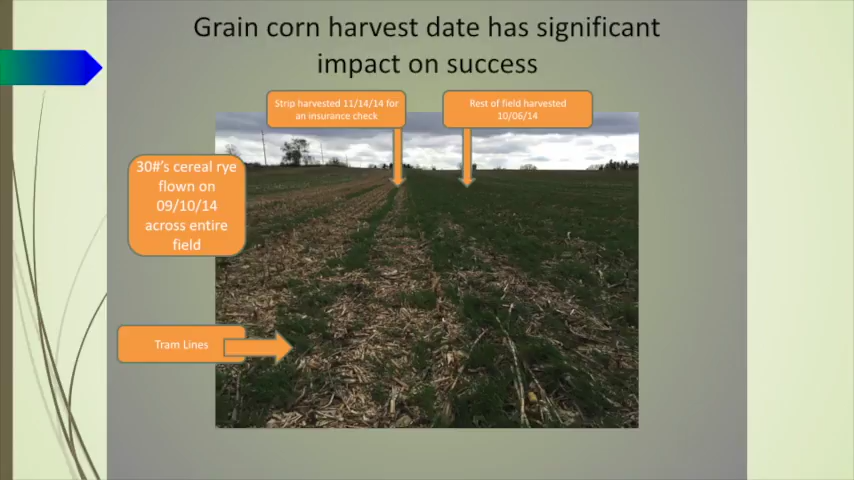 Grain corn harvest date has significant
impact on success
Strip harvested 11/14/14 for
an insurance check
Rest of field harvested
10/06/14
30#'s cereal rye
flown on
09/10/14
across entire
field
Tram Lines